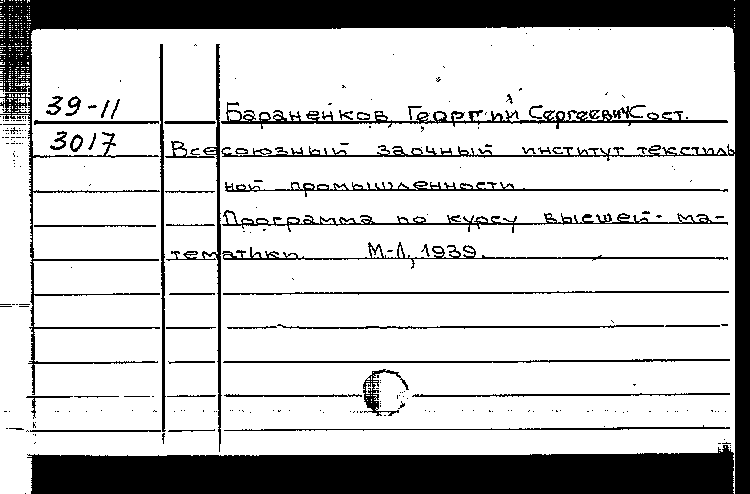 39-11 Бараненков, Георгий Сергеевич Сост.
3017 Всесоюзный заочный институт текстиль
ной промышленности.
Программа по курсу высшей ма-
тематики. М-Л, 1939.